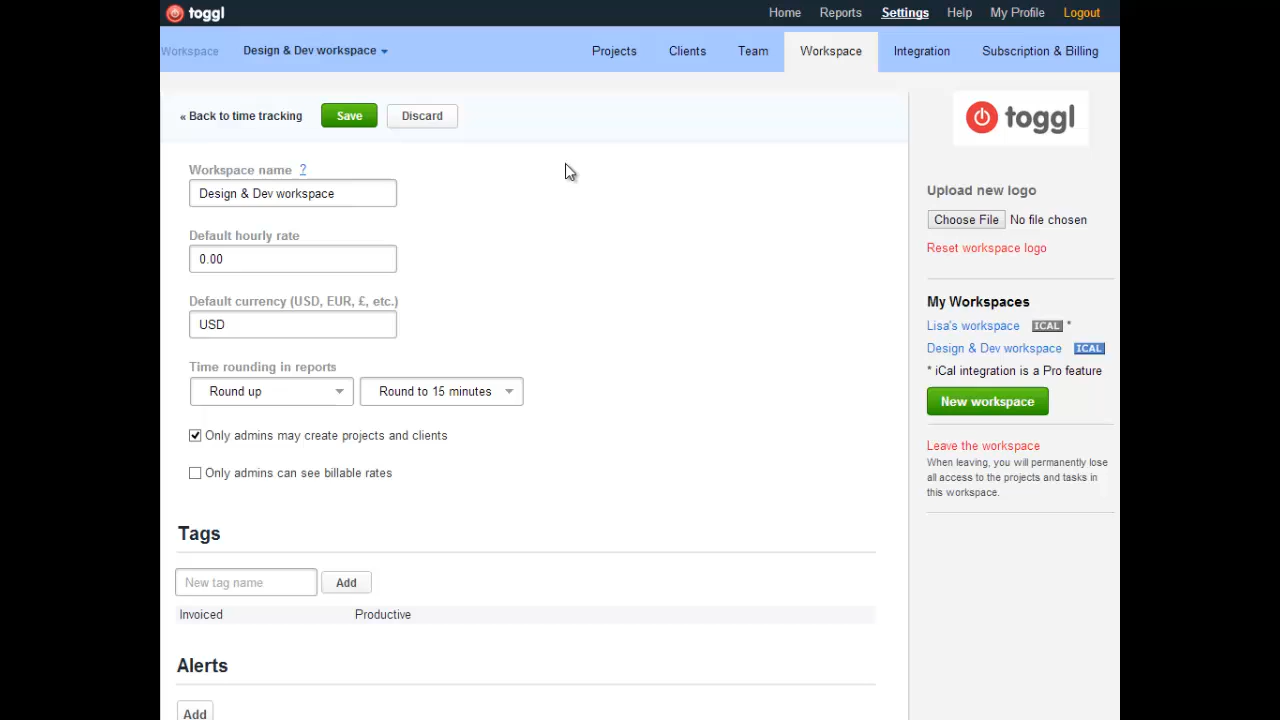 toggl Home Reports Settings Help My Profile Logout
Workspace Design & Dev workspace Projects Clients Team Workspace Integration Subscription & Billing
« Back to time tracking Save Discard
toggl
Workspace name ?
Design & Dev workspace
Default hourly rate
0.00
Default currency (USD, EUR, £, etc.)
USD
Time rounding in reports
Round up Round to 15 minutes
Only admins may create projects and clients
Only admins can see billable rates
Tags
New tag name Add
Invoiced Productive
Alerts
Add
Upload new logo
Choose File No file chosen
Reset workspace logo
My Workspaces
Lisa's workspace ICAL *
Design & Dev workspace ICAL
* iCal integration is a Pro feature
New workspace
Leave the workspace
When leaving, you will permanently lose
all access to the projects and tasks in
this workspace.